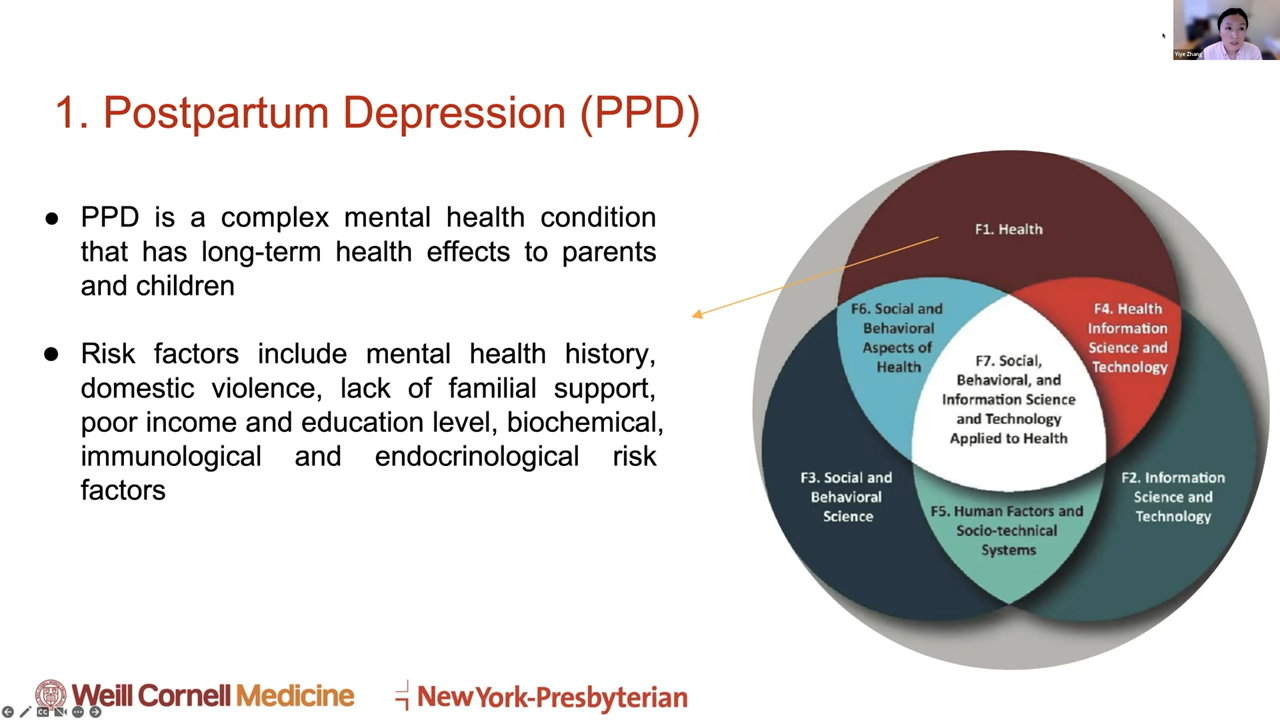 Yiye Zhang
1. Postpartum Depression (PPD)
● PPD is a complex mental health condition
that has long-term health effects to parents
and children
● Risk factors include mental health history,
domestic violence, lack of familial support,
poor income and education level, biochemical,
immunological and endocrinological risk
factors
F1. Health
F6. Social and
Behavioral
Aspects of
Health
F4. Health
Information
Science and
Technology
F7. Social,
Behavioral, and
Information Science
and Technology
Applied to Health
F3. Social and
Behavioral
Science
F2. Information
Science and
Technology
F5. Human Factors and
Socio-technical
Systems
Weill Cornell Medicine
NewYork-Presbyterian
CC